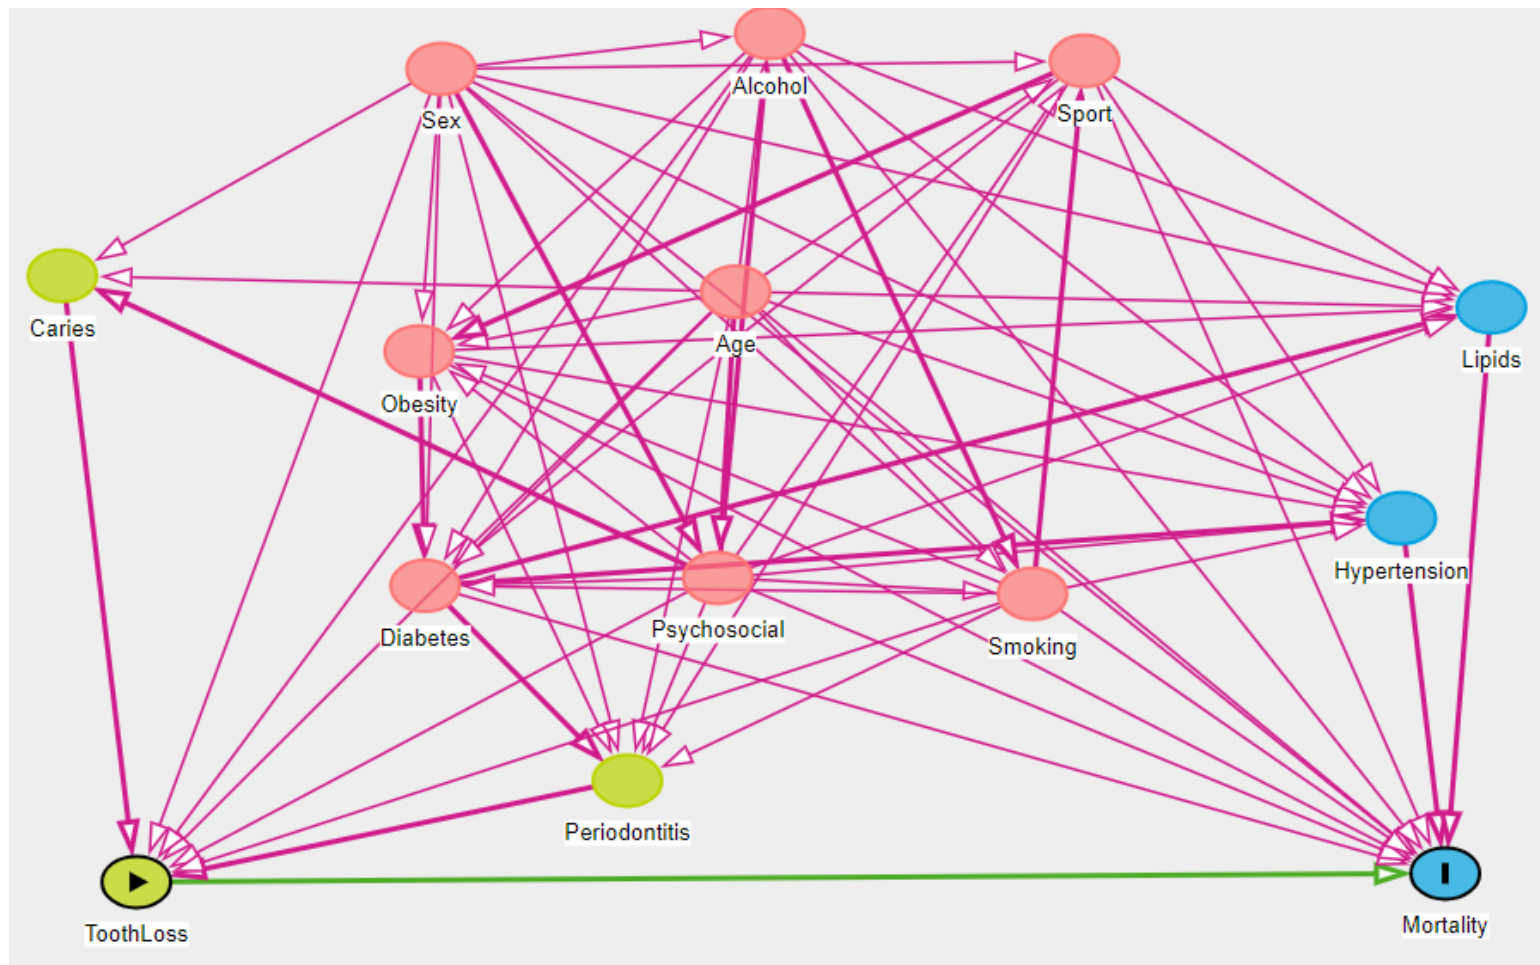 Alcohol
Sex
Sport
Caries
Age
Lipids
Obesity
Hypertension
Diabetes
Psychosocial
Smoking
Periodontitis
ToothLoss
Mortality